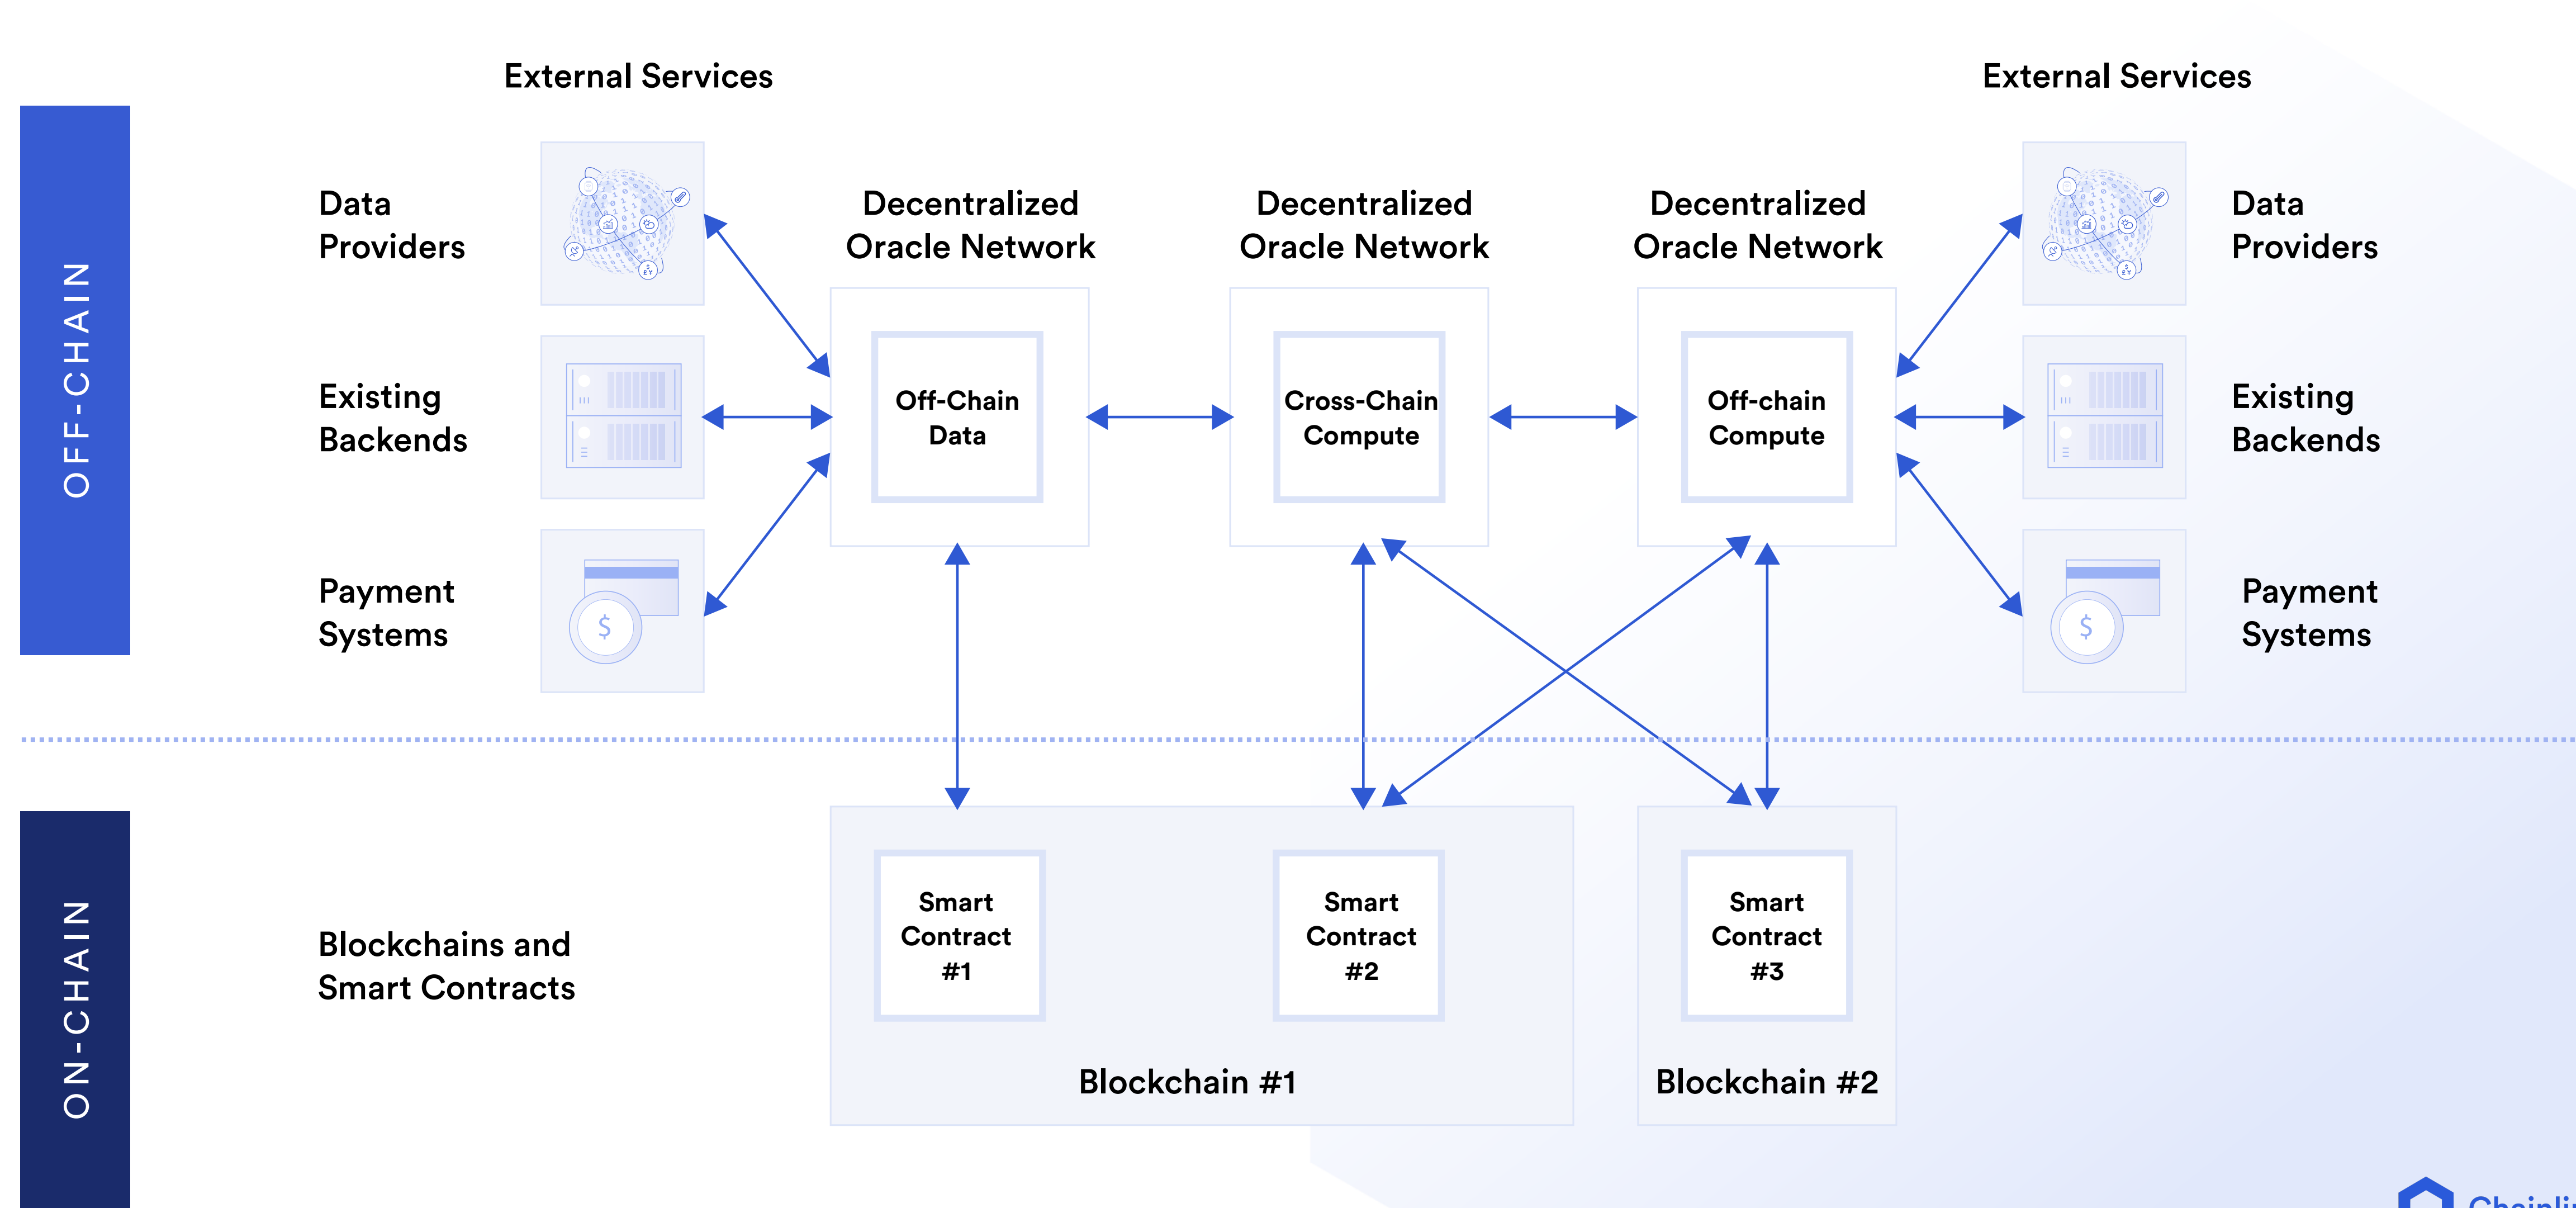 External Services
External Services
OFF-CHAIN
Data
Providers
Decentralized
Oracle Network
Decentralized
Oracle Network
Decentralized
Oracle Network
Data
Providers
Existing
Backends
Off-Chain
Data
Cross-Chain
Compute
Off-chain
Compute
Existing
Backends
Payment
Systems
$
$
Payment
Systems
ON-CHAIN
Blockchains and
Smart Contracts
Smart
Contract
#1
Smart
Contract
#2
Smart
Contract
#3
Blockchain #1
Blockchain #2